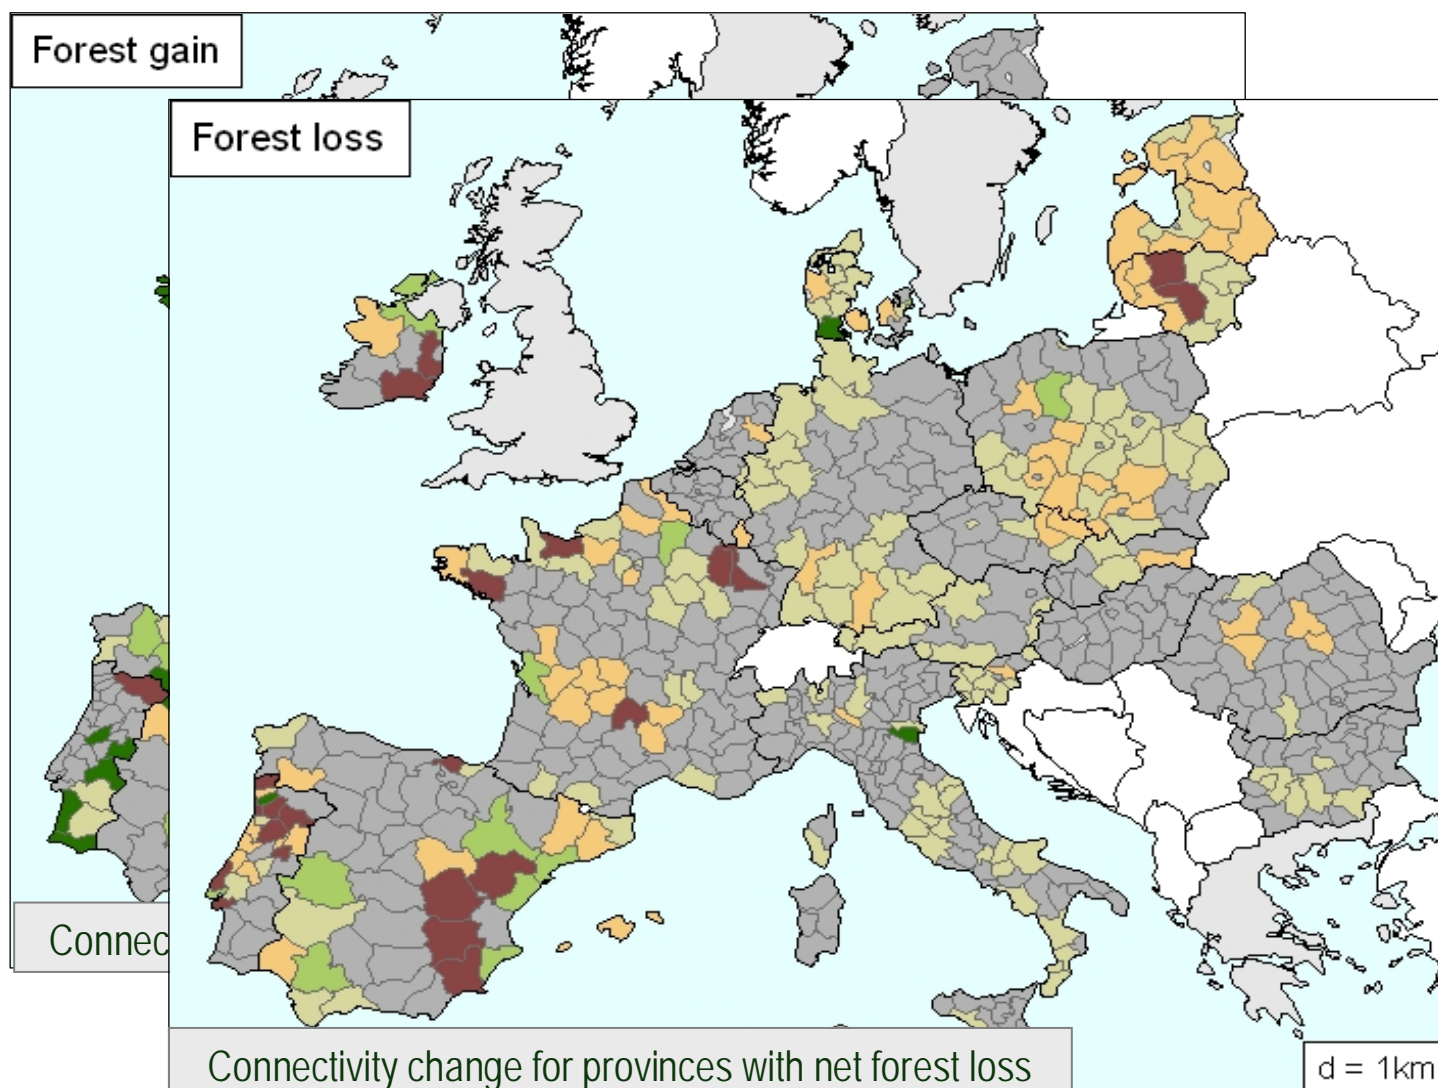 Forest gain
Forest loss
Connec
Connectivity change for provinces with net forest loss
d = 1km